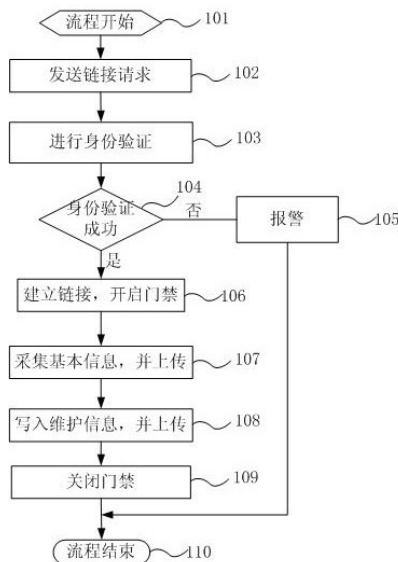 流程开始
101
发送链接请求
102
进行身份验证
103
104
身份验证
成功
否
报警
105
是
建立链接，开启门禁
106
采集基本信息，并上传
107
写入维护信息，并上传
108
关闭门禁
109
流程结束
110